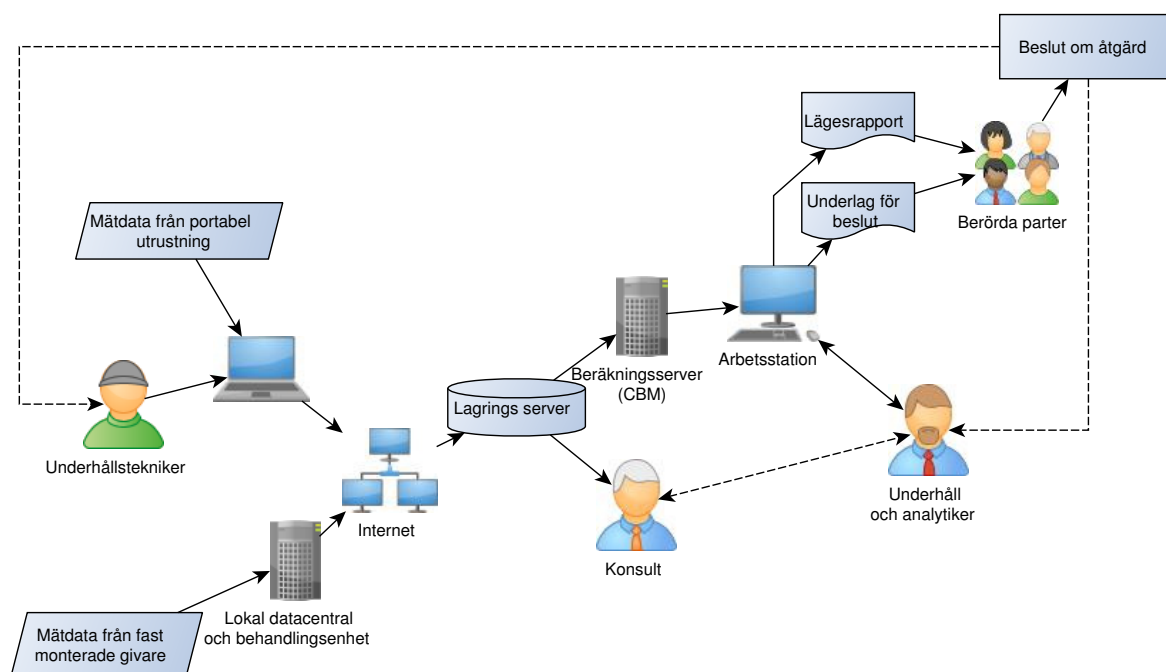 Beslut om åtgärd
Lägesrapport
Underlag för
beslut
Berörda parter
Mätdata från portabel
utrustning
Arbetsstation
Beräkningsserver
(CBM)
Lagrings server
Underhållstekniker
Internet
Konsult
Underhåll
och analytiker
Lokal datacentral
och behandlingsenhet
Mätdata från fast
monterade givare